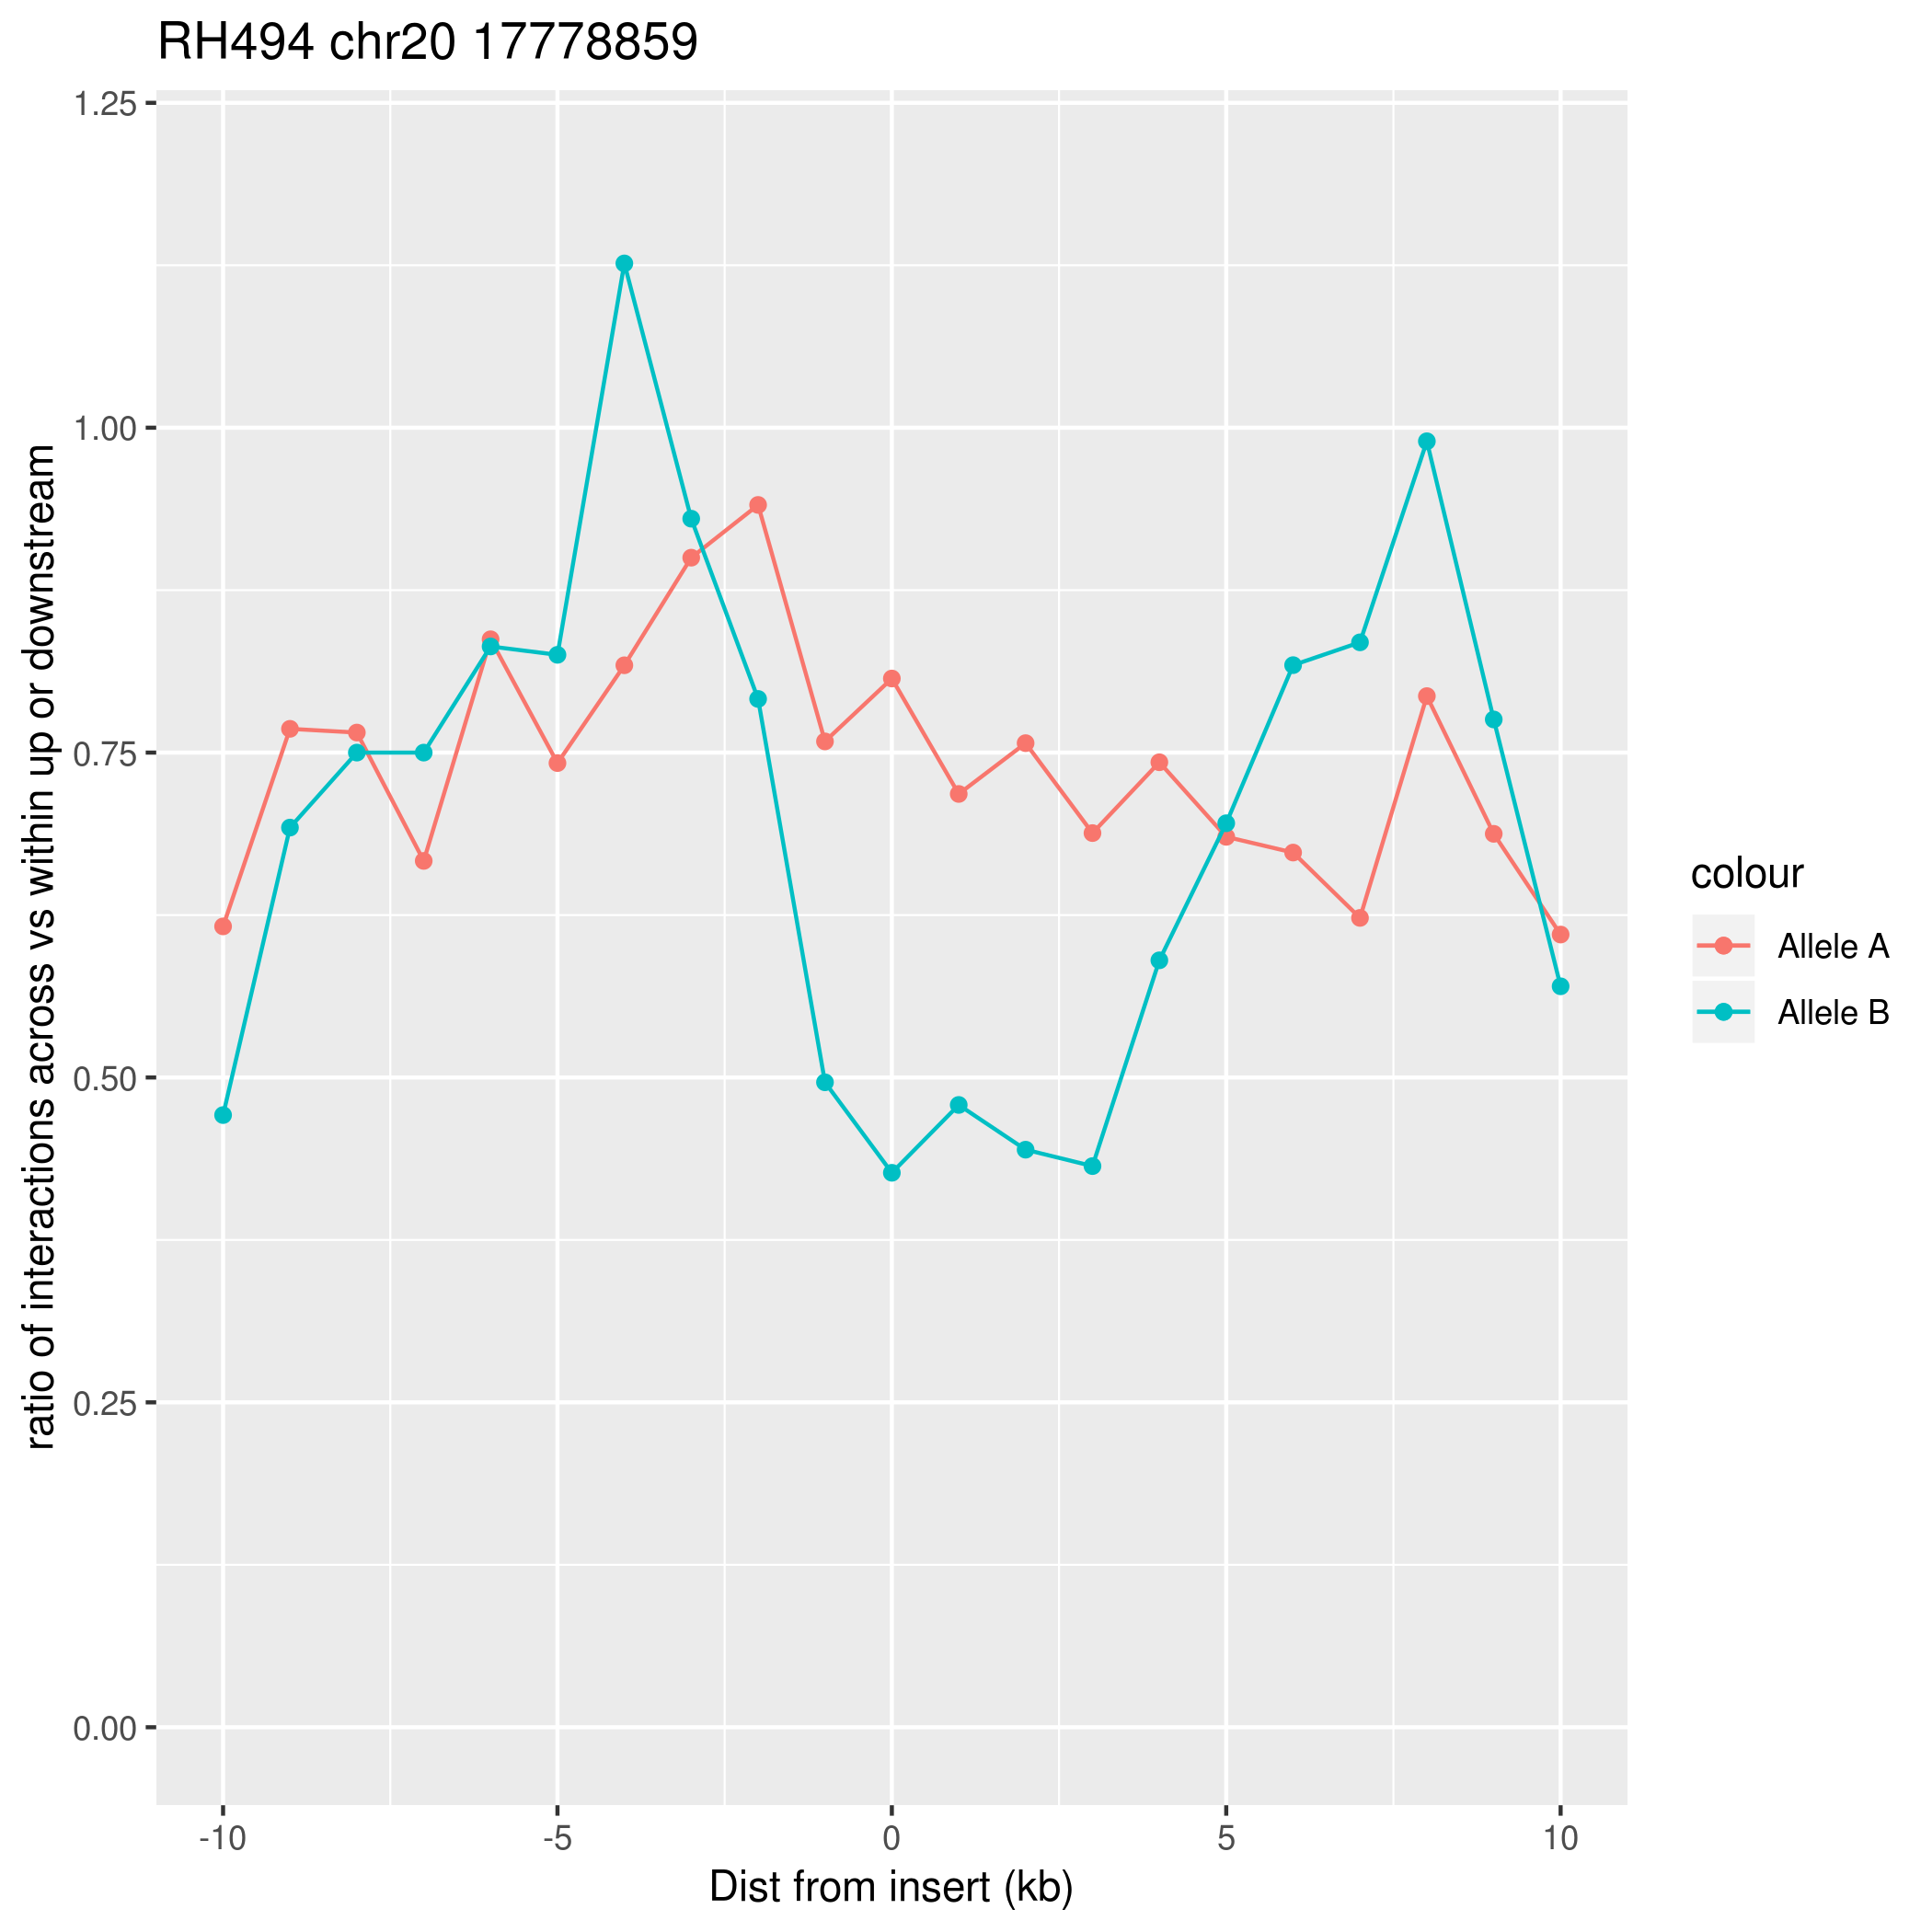 RH494 chr20 17778859
ratio of interactions across vs within up or downstream
1.25
1.00
0.75
0.50
0.25
0.00
-10
-5
0
5
10
Dist from insert (kb)
colour
Allele A
Allele B